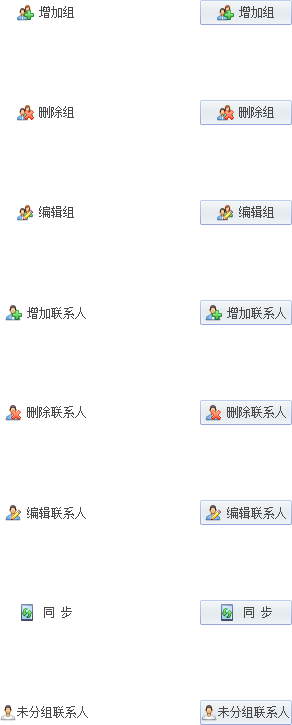 增加组 增加组
删除组 删除组
编辑组 编辑组
增加联系人 增加联系人
删除联系人 删除联系人
编辑联系人 编辑联系人
同 步 同 步
未分组联系人 未分组联系人